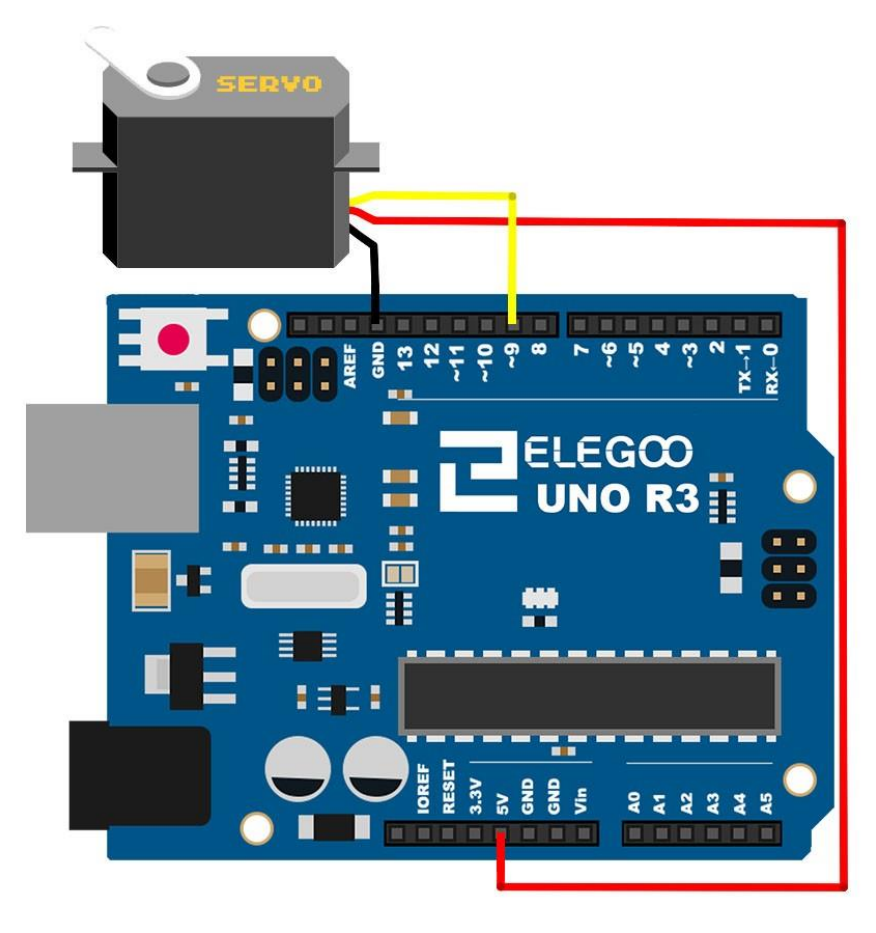 SERVO
AREF
GND
13
12
~11
~10
~9
8
7
~6
~5
4
~3
2
TX→1
RX←0
ELEGOO
UNO R3
IOREF
RESET
3.3V
5V
GND
GND
Vin
A0
A1
A2
A3
A4
A5